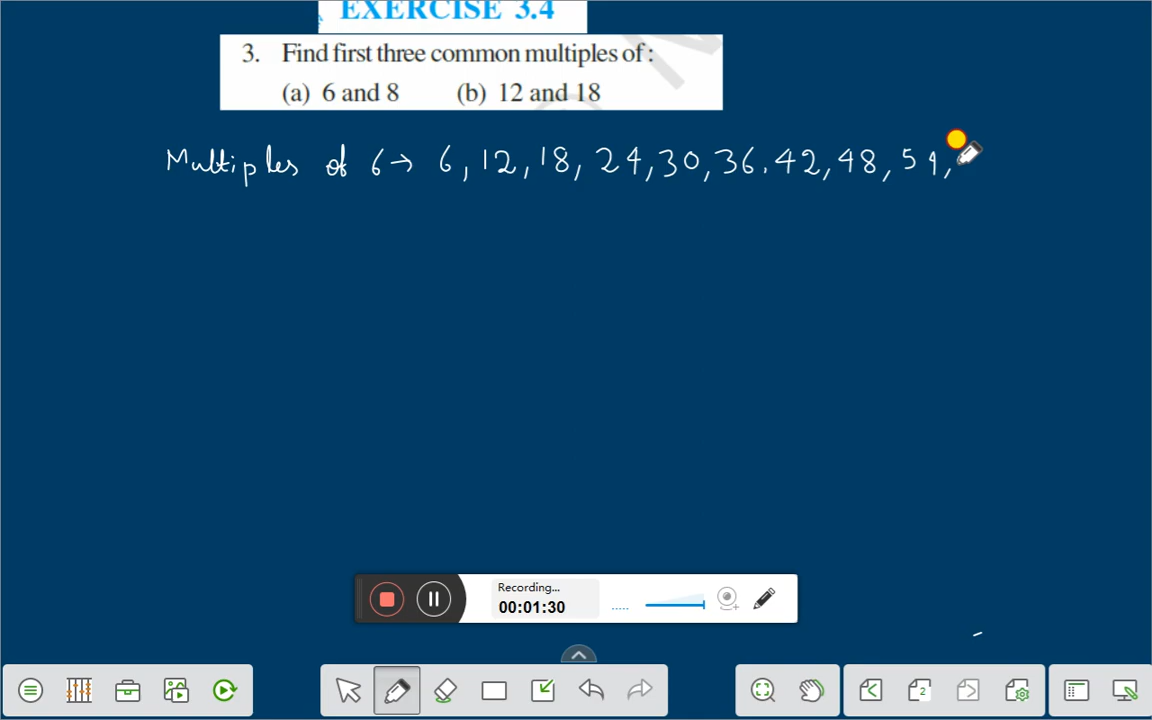 EXERCISE 3.4
3. Find first three common multiples of :
(a) 6 and 8 (b) 12 and 18
Multiples of 6 → 6, 12, 18, 24, 30, 36. 42, 48, 54,
Recording...
00:01:30
2